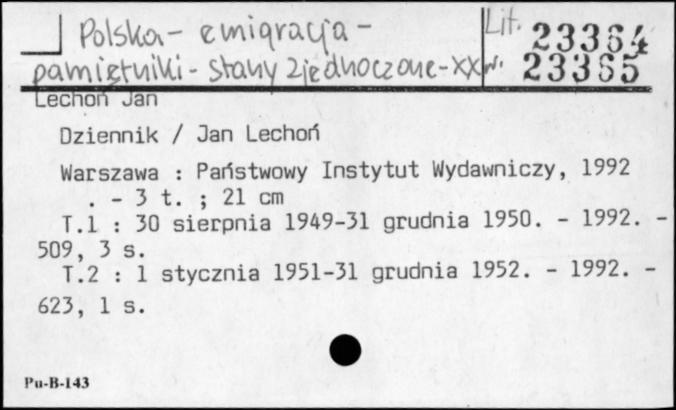 Polska - emigracja - Lit. 23364
pamiętniki - Stany Zjednoczone - XX w. 23365
Lechoń Jan
Dziennik / Jan Lechoń
Warszawa : Państwowy Instytut Wydawniczy, 1992
. - 3 t. ; 21 cm
T.1 : 30 sierpnia 1949-31 grudnia 1950. - 1992. -
509, 3 s.
T.2 : 1 stycznia 1951-31 grudnia 1952. - 1992. -
623, 1 s.
Pu-B-143